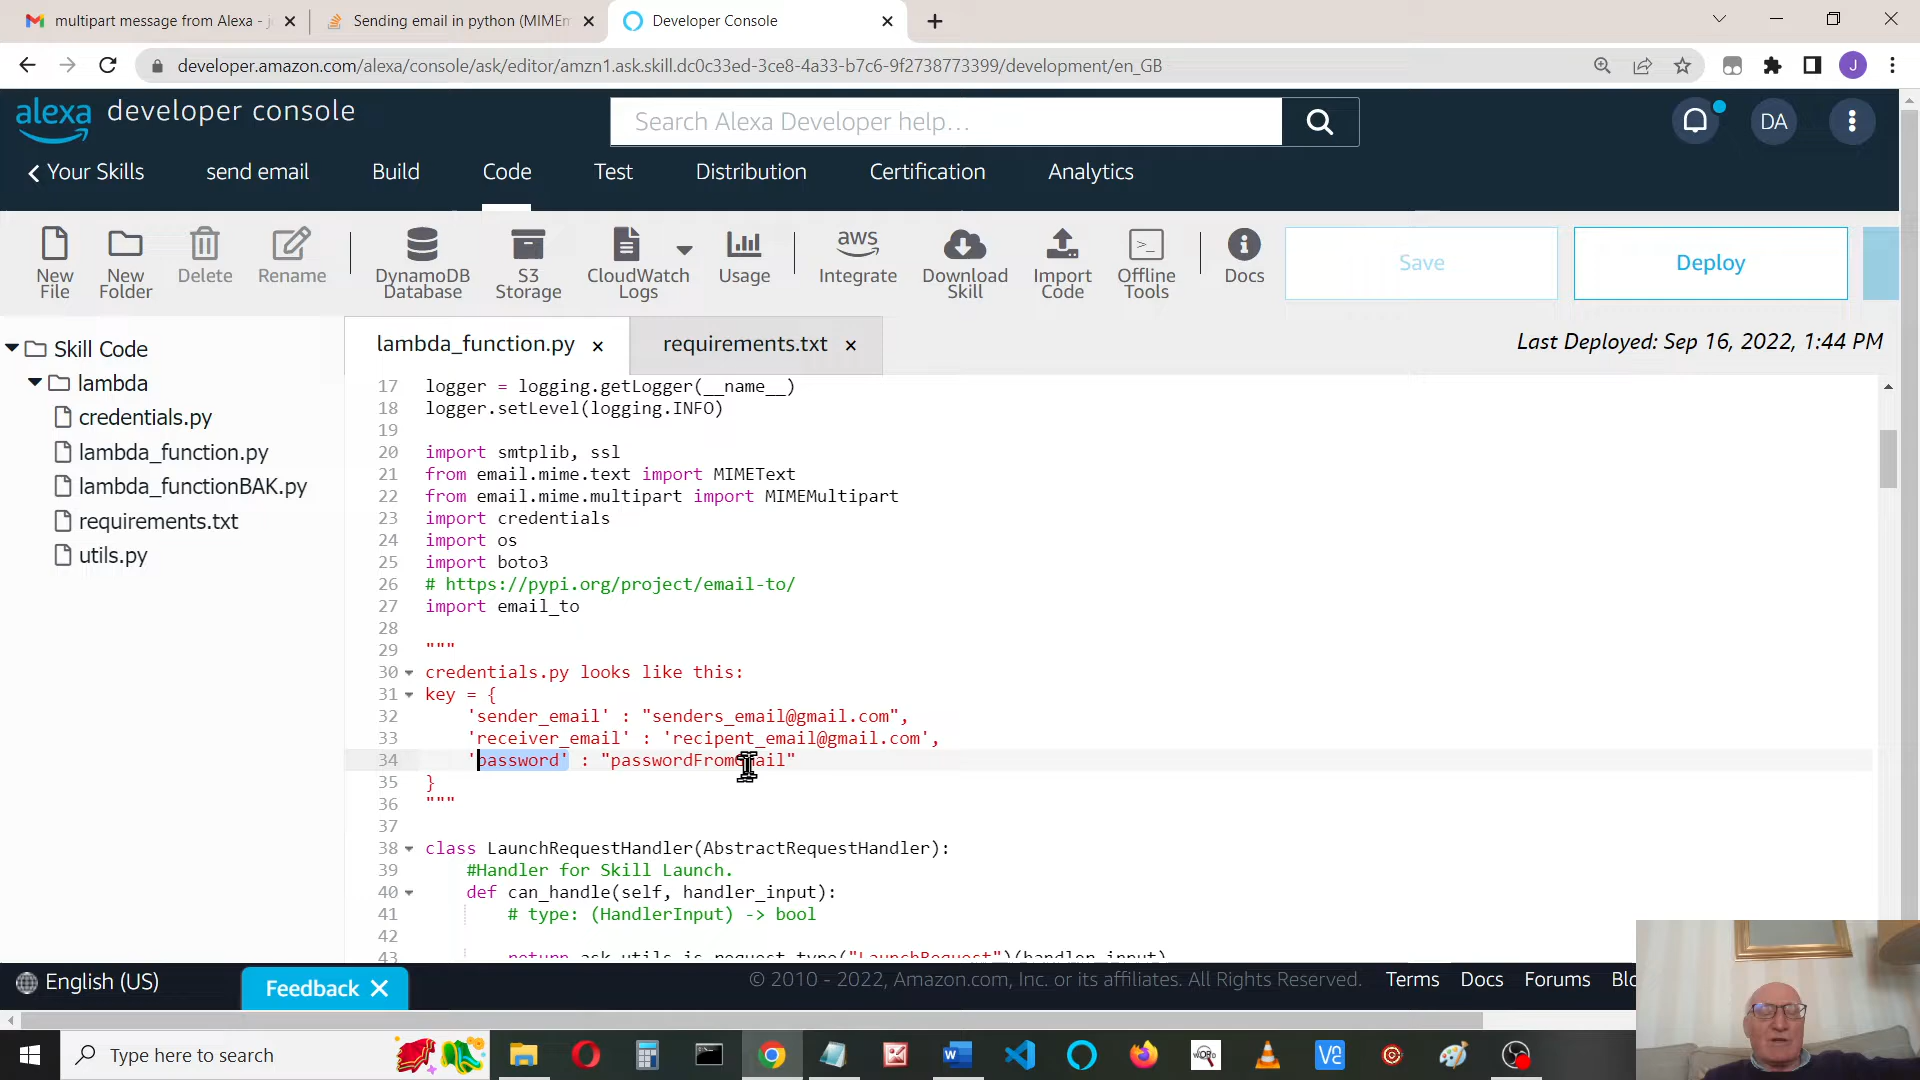 multipart message from Alexa - j
Sending email in python (MIMEm
Developer Console
developer.amazon.com/alexa/console/ask/editor/amzn1.ask.skill.dc0c33ed-3ce8-4a33-b7c6-9f2738773399/development/en_GB
J
alexa developer console
Search Alexa Developer help…
DA
Your Skills
send email
Build
Code
Test
Distribution
Certification
Analytics
New File
New Folder
Delete
Rename
DynamoDB Database
S3 Storage
CloudWatch Logs
Usage
aws Integrate
Download Skill
Import Code
Offline Tools
Docs
Save
Deploy
Skill Code
lambda
credentials.py
lambda_function.py
lambda_functionBAK.py
requirements.txt
utils.py
lambda_function.py ×
requirements.txt ×
Last Deployed: Sep 16, 2022, 1:44 PM
17 logger = logging.getLogger(__name__)
18 logger.setLevel(logging.INFO)
19
20 import smtplib, ssl
21 from email.mime.text import MIMEText
22 from email.mime.multipart import MIMEMultipart
23 import credentials
24 import os
25 import boto3
26 # https://pypi.org/project/email-to/
27 import email_to
28
29 """
30 credentials.py looks like this:
31 key = {
32 'sender_email' : "senders_email@gmail.com",
33 'receiver_email' : 'recipent_email@gmail.com',
34 'password' : "passwordFromGmail"
35 }
36 """
37
38 class LaunchRequestHandler(AbstractRequestHandler):
39 #Handler for Skill Launch.
40 def can_handle(self, handler_input):
41 # type: (HandlerInput) -> bool
42
43 return ask_utils.is_request_type("LaunchRequest")(handler_input)
English (US)
Feedback
© 2010 - 2022, Amazon.com, Inc. or its affiliates. All Rights Reserved.
Terms
Docs
Forums
Blo
Type here to search